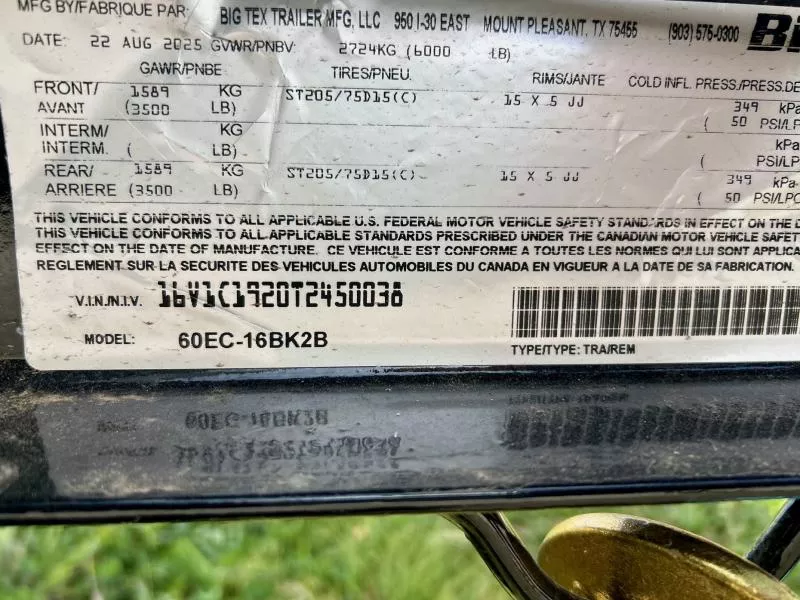 MFG BY/FABRIQUE PAR: BIG TEX TRAILER MFG, LLC 950 I-30 EAST MOUNT PLEASANT, TX 75455 (903) 575-0300
DATE: 22 AUG 2025 GVWR/PNBV: 2724KG (6000 LB)
GAWR/PNBE TIRES/PNEU. RIMS/JANTE COLD INFL. PRESS./PRESS.DE
FRONT/ 1589 KG ST205/75D15(C) 15 X 5 JJ 349 kPa
AVANT (3500 LB) ( 50 PSI/LP
INTERM/ KG kPa
INTERM. ( LB) ( PSI/LP
REAR/ 1589 KG ST205/75D15(C) 15 X 5 JJ 349 kPa
ARRIERE (3500 LB) ( 50 PSI/LPC
THIS VEHICLE CONFORMS TO ALL APPLICABLE U.S. FEDERAL MOTOR VEHICLE SAFETY STANDARDS IN EFFECT ON THE D
THIS VEHICLE CONFORMS TO ALL APPLICABLE STANDARDS PRESCRIBED UNDER THE CANADIAN MOTOR VEHICLE SAFETY
EFFECT ON THE DATE OF MANUFACTURE. CE VEHICULE EST CONFORME A TOUTES LES NORMES QUI LUI SONT APPLICAB
REGLEMENT SUR LA SECURITE DES VEHICULES AUTOMOBILES DU CANADA EN VIGUEUR A LA DATE DE SA FABRICATION.
V.I.N./N.I.V. 16V1C1920T2450038
MODEL: 60EC-16BK2B TYPE/TYPE: TRA/REM